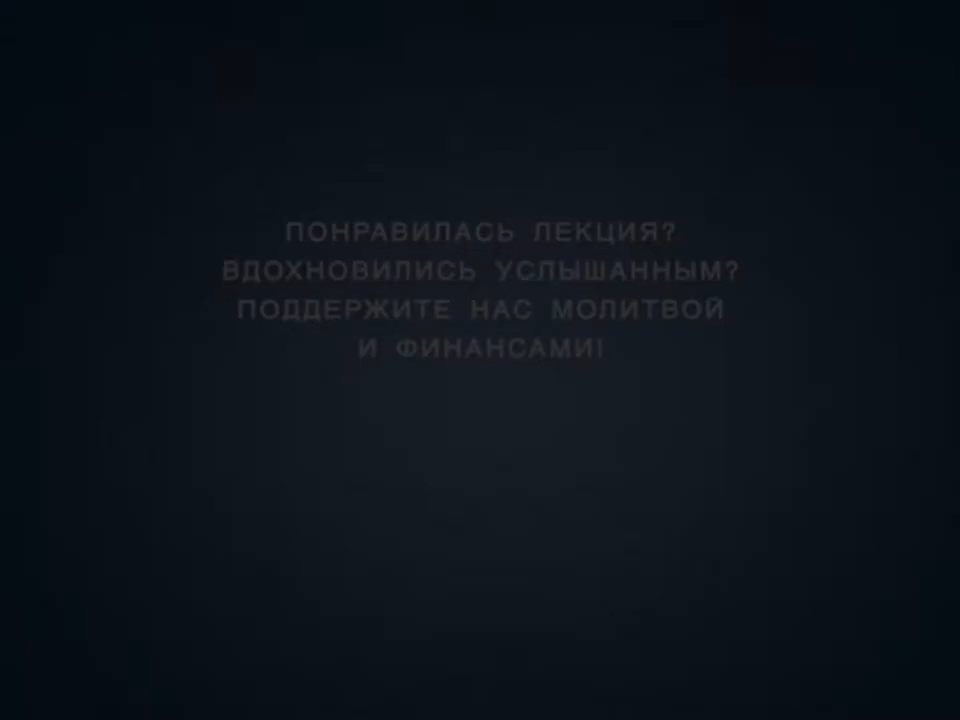 ПОНРАВИЛАСЬ ЛЕКЦИЯ?
ВДОХНОВИЛИСЬ УСЛЫШАННЫМ?
ПОДДЕРЖИТЕ НАС МОЛИТВОЙ
И ФИНАНСАМИ!